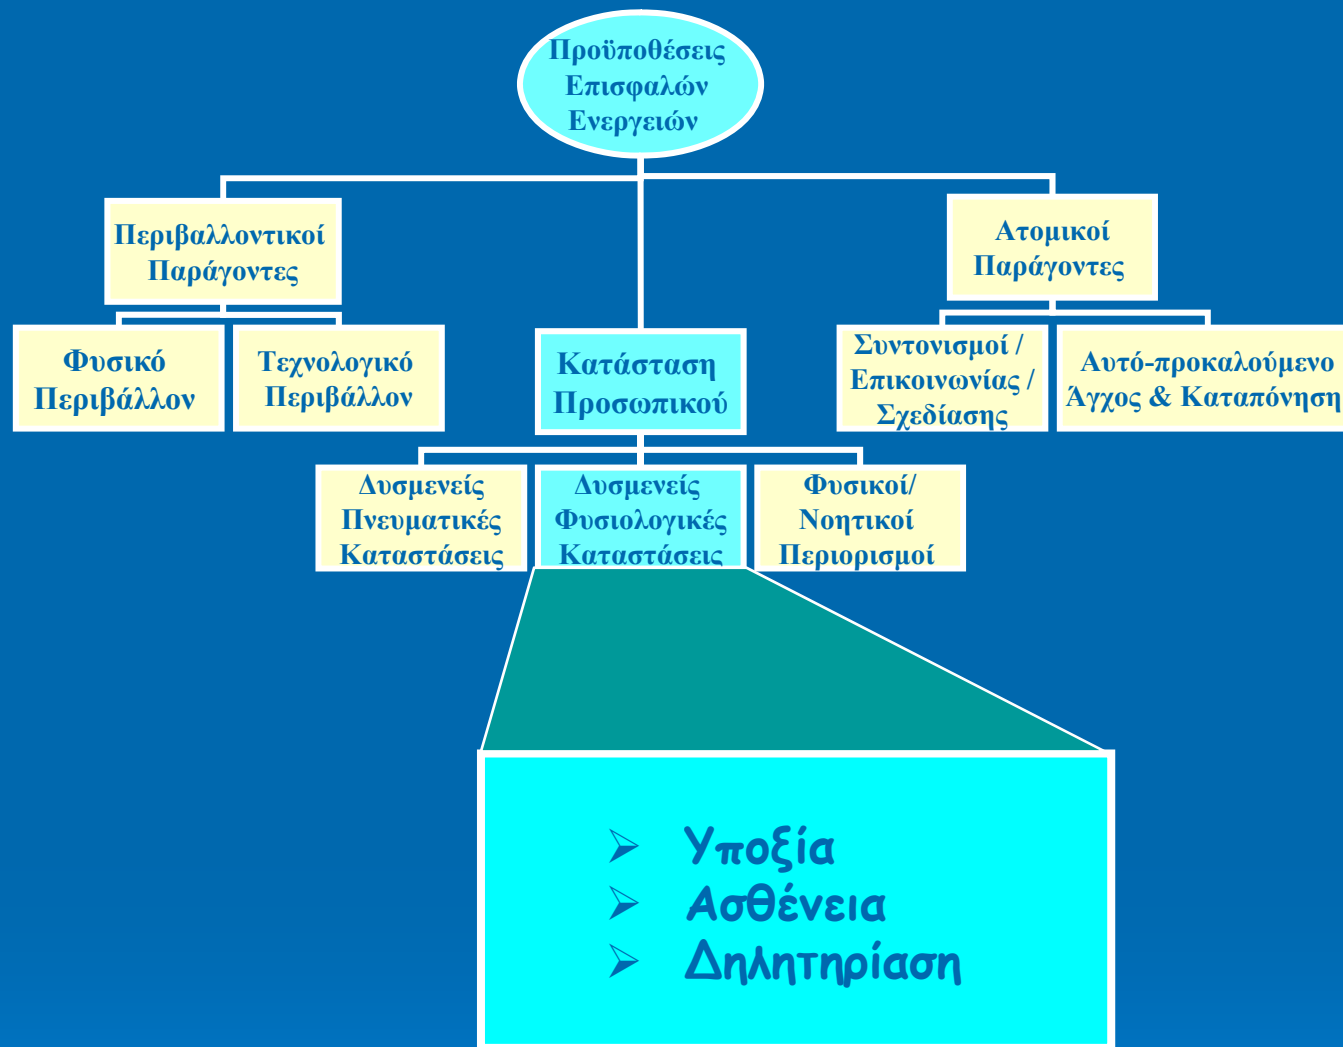 Προϋποθέσεις
Επισφαλών
Ενεργειών
Περιβαλλοντικοί
Παράγοντες
Ατομικοί
Παράγοντες
Φυσικό
Περιβάλλον
Τεχνολογικό
Περιβάλλον
Κατάσταση
Προσωπικού
Συντονισμοί /
Επικοινωνίας /
Σχεδίασης
Αυτό-προκαλούμενο
Άγχος & Καταπόνηση
Δυσμενείς
Πνευματικές
Καταστάσεις
Δυσμενείς
Φυσιολογικές
Καταστάσεις
Φυσικοί/
Νοητικοί
Περιορισμοί
➢ Υποξία
➢ Ασθένεια
➢ Δηλητηρίαση